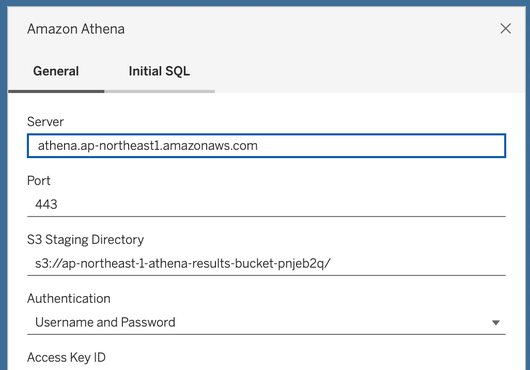 Amazon Athena
General Initial SQL
Server
athena.ap-northeast1.amazonaws.com
Port
443
S3 Staging Directory
s3://ap-northeast-1-athena-results-bucket-pnjeb2q/
Authentication
Username and Password
Access Key ID